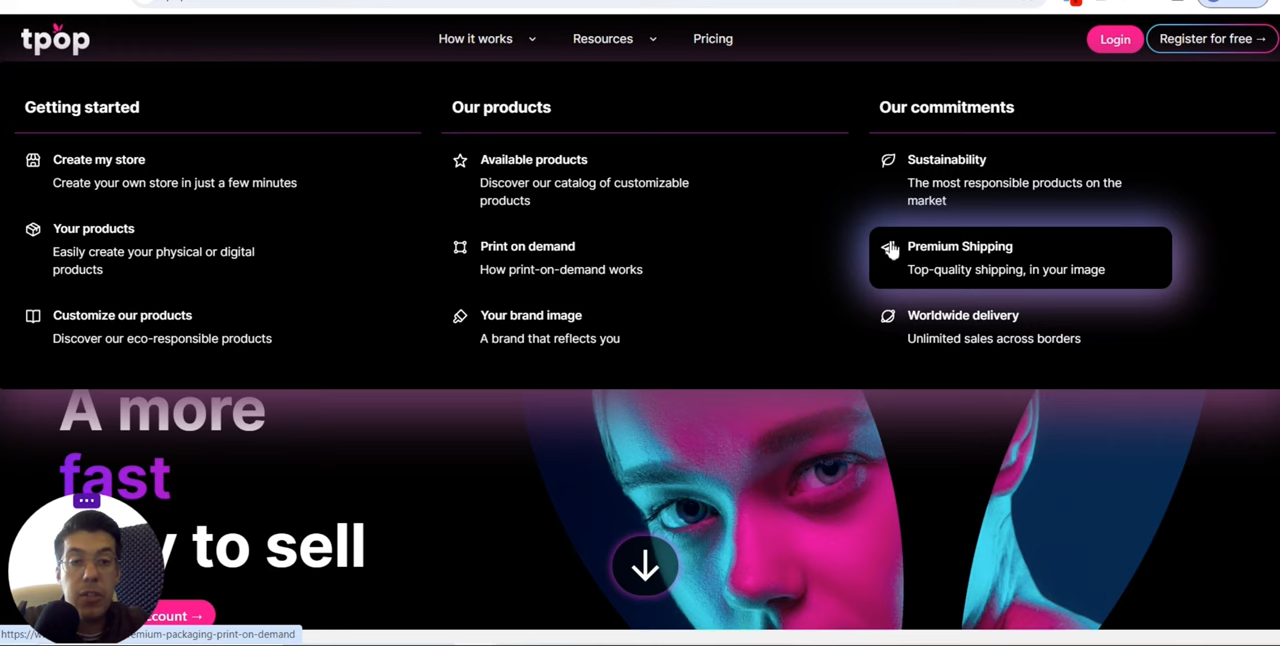 tpop
How it works
Resources
Pricing
Login
Register for free →
Getting started
Create my store
Create your own store in just a few minutes
Your products
Easily create your physical or digital
products
Customize our products
Discover our eco-responsible products
Our products
Available products
Discover our catalog of customizable
products
Print on demand
How print-on-demand works
Your brand image
A brand that reflects you
Our commitments
Sustainability
The most responsible products on the
market
Premium Shipping
Top-quality shipping, in your image
Worldwide delivery
Unlimited sales across borders
A more
fast
to sell
count →
https://w
emium-packaging-print-on-demand